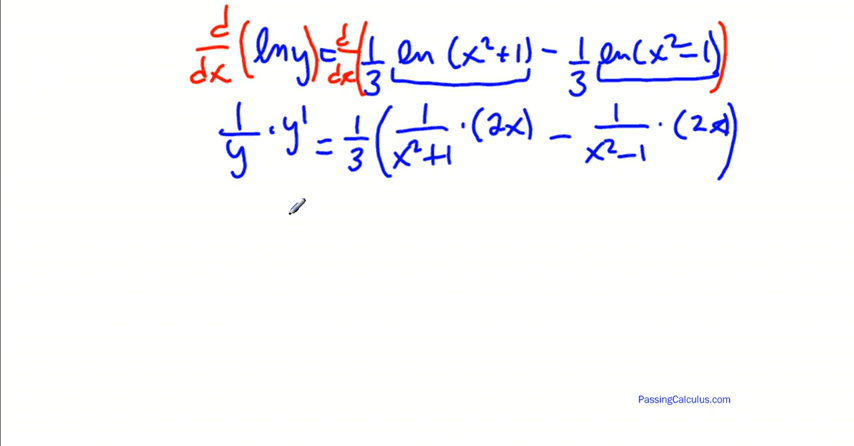 d/dx (ln y) = d/dx (1/3 ln (x²+1) - 1/3 ln(x²-1))
1/y · y' = 1/3 (1/(x²+1) · (2x) - 1/(x²-1) · (2x))
PassingCalculus.com